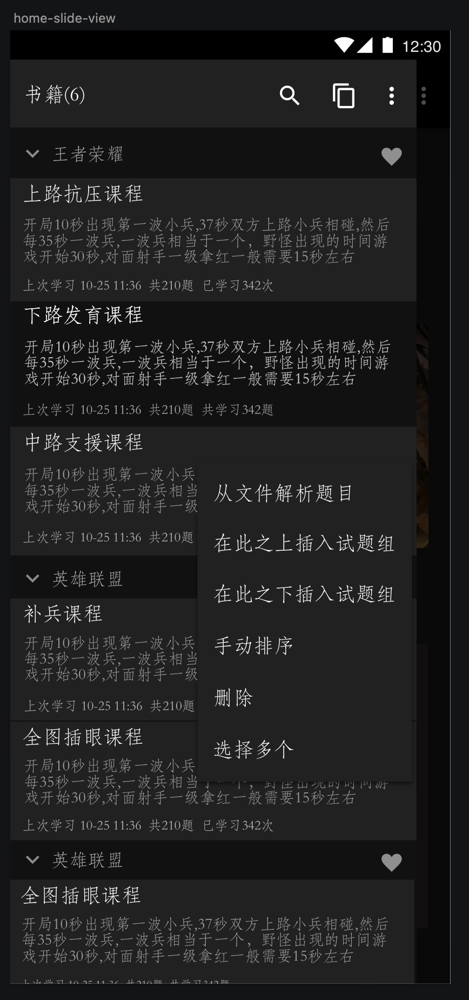 home-slide-view
12:30
书籍(6)
王者荣耀
上路抗压课程
开局10秒出现第一波小兵,37秒双方上路小兵相碰,然后
每35秒一波兵,一波兵相当于一个，野怪出现的时间游
戏开始30秒,对面射手一级拿红一般需要15秒左右
上次学习 10-25 11:36 共210题 已学习342次
下路发育课程
开局10秒出现第一波小兵,37秒双方上路小兵相碰,然后
每35秒一波兵,一波兵相当于一个，野怪出现的时间游
戏开始30秒,对面射手一级拿红一般需要15秒左右
上次学习 10-25 11:36 共210题 共学习342题
中路支援课程
开局10秒出现第一波小兵
每35秒一波兵,一波兵相当
戏开始30秒,对面射手一级
上次学习 10-25 11:36 共210题
从文件解析题目
在此之上插入试题组
在此之下插入试题组
手动排序
删除
选择多个
英雄联盟
补兵课程
开局10秒出现第一波小兵
每35秒一波兵,一波兵相当
戏开始30秒,对面射手一级
上次学习 10-25 11:36 共210题
全图插眼课程
开局10秒出现第一波小兵
每35秒一波兵,一波兵相当于一个，野怪出现的时间游
戏开始30秒,对面射手一级拿红一般需要15秒左右
上次学习 10-25 11:36 共210题 已学习342次
英雄联盟
全图插眼课程
开局10秒出现第一波小兵,37秒双方上路小兵相碰,然后
每35秒一波兵,一波兵相当于一个，野怪出现的时间游
戏开始30秒,对面射手一级拿红一般需要15秒左右
上次学习 10-25 11:36 共210题 共学习342题